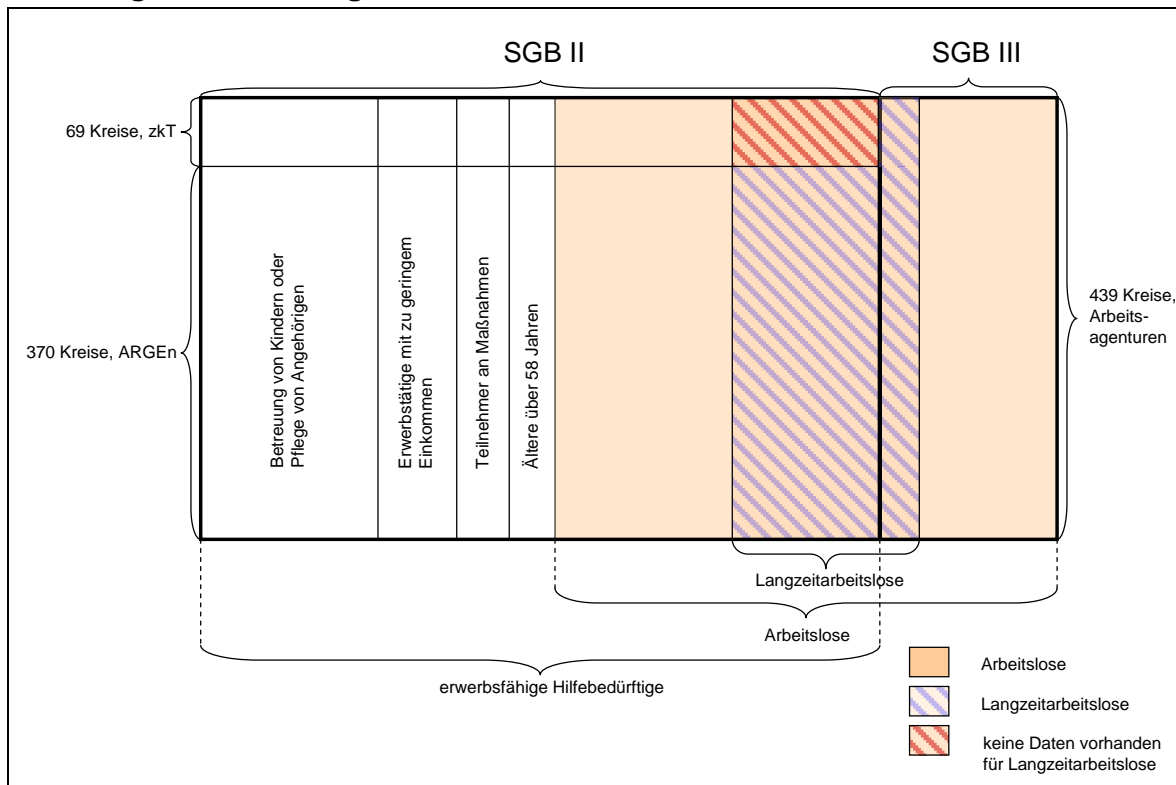 SGB II
SGB III
69 Kreise, zkT
370 Kreise, ARGEn
Betreuung von Kindern oder
Pflege von Angehörigen
Erwerbstätige mit zu geringem
Einkommen
Teilnehmer an Maßnahmen
Ältere über 58 Jahren
439 Kreise,
Arbeits-
agenturen
Langzeitarbeitslose
Arbeitslose
erwerbsfähige Hilfebedürftige
Arbeitslose
Langzeitarbeitslose
keine Daten vorhanden
für Langzeitarbeitslose